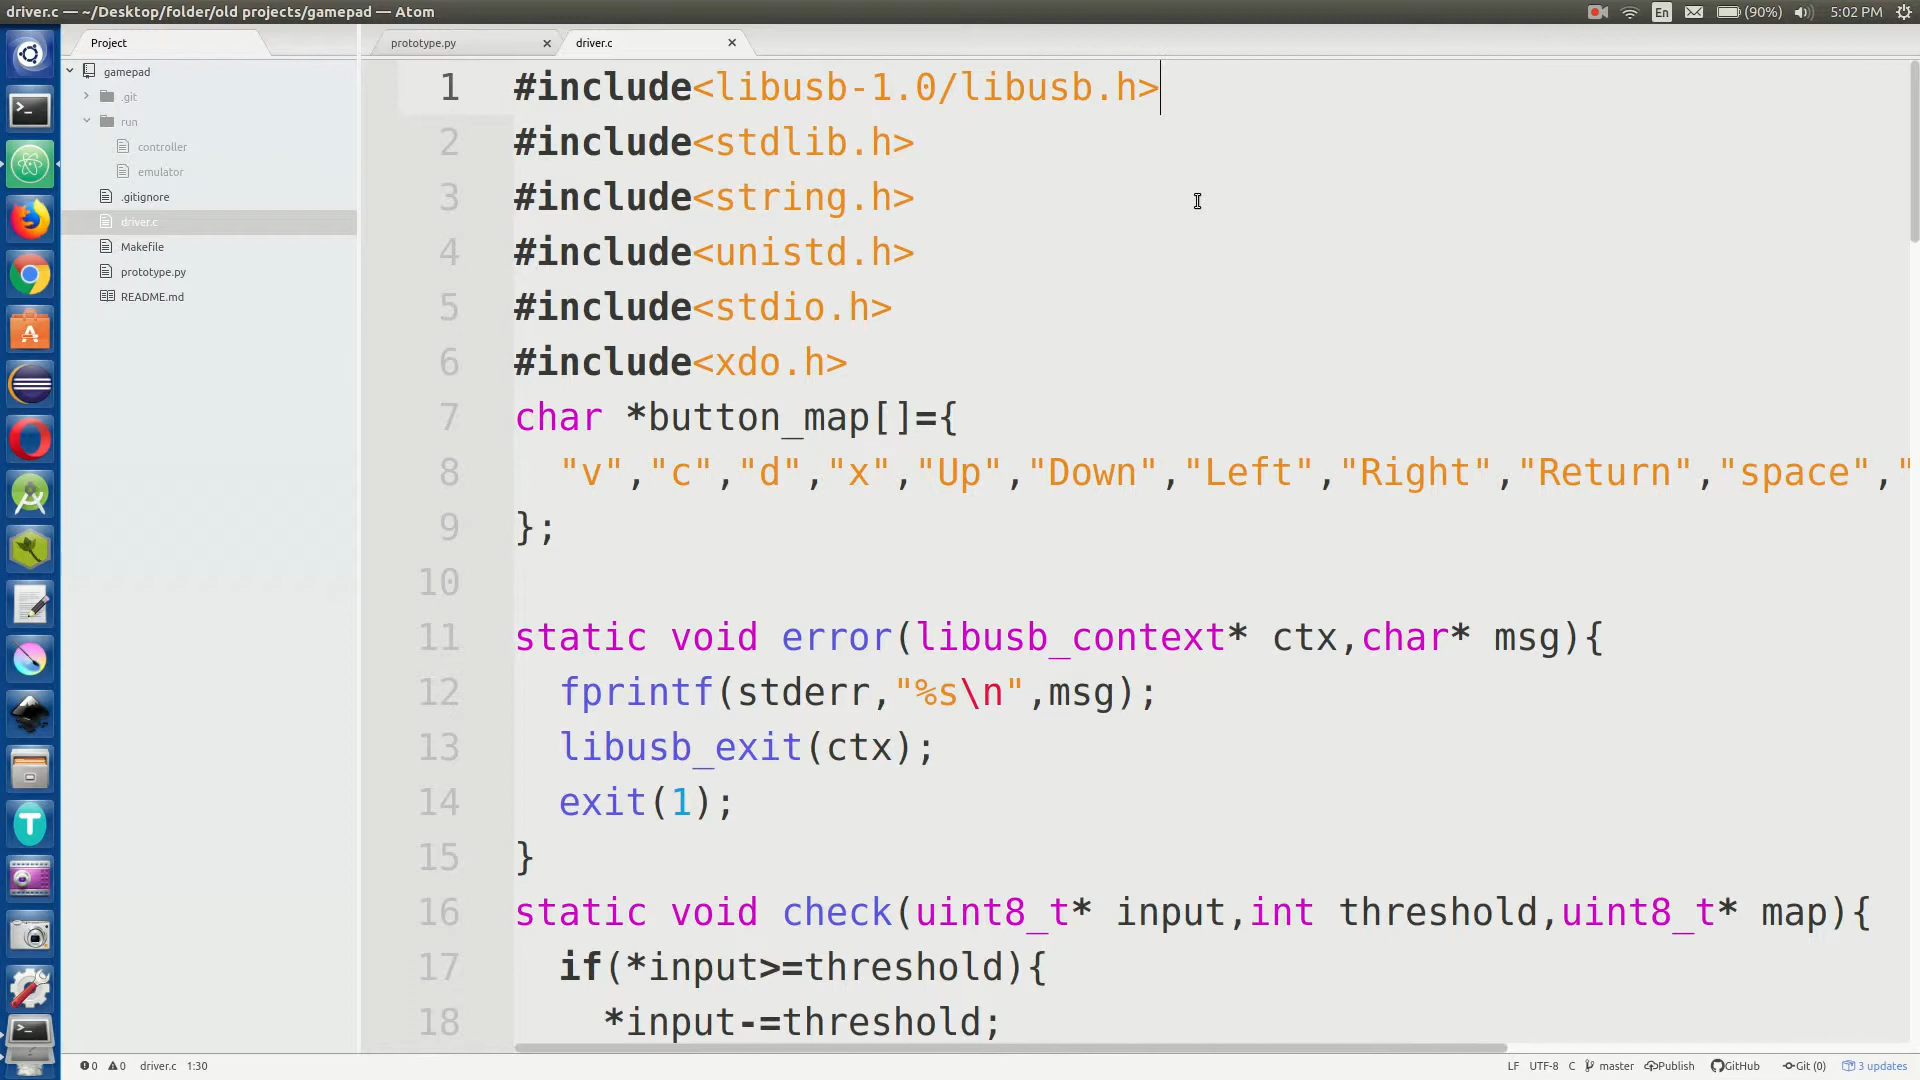 driver.c — ~/Desktop/folder/old projects/gamepad — Atom
En
(90%)
5:02 PM
Project
prototype.py
driver.c
gamepad
.git
run
controller
emulator
.gitignore
driver.c
Makefile
prototype.py
README.md
1 #include<libusb-1.0/libusb.h>
2 #include<stdlib.h>
3 #include<string.h>
4 #include<unistd.h>
5 #include<stdio.h>
6 #include<xdo.h>
7 char *button_map[]={
8 "v","c","d","x","Up","Down","Left","Right","Return","space","
9 };
10
11 static void error(libusb_context* ctx,char* msg){
12 fprintf(stderr,"%s\n",msg);
13 libusb_exit(ctx);
14 exit(1);
15 }
16 static void check(uint8_t* input,int threshold,uint8_t* map){
17 if(*input>=threshold){
18 *input-=threshold;
0 0 driver.c 1:30
LF UTF-8 C master Publish GitHub Git (0) 3 updates